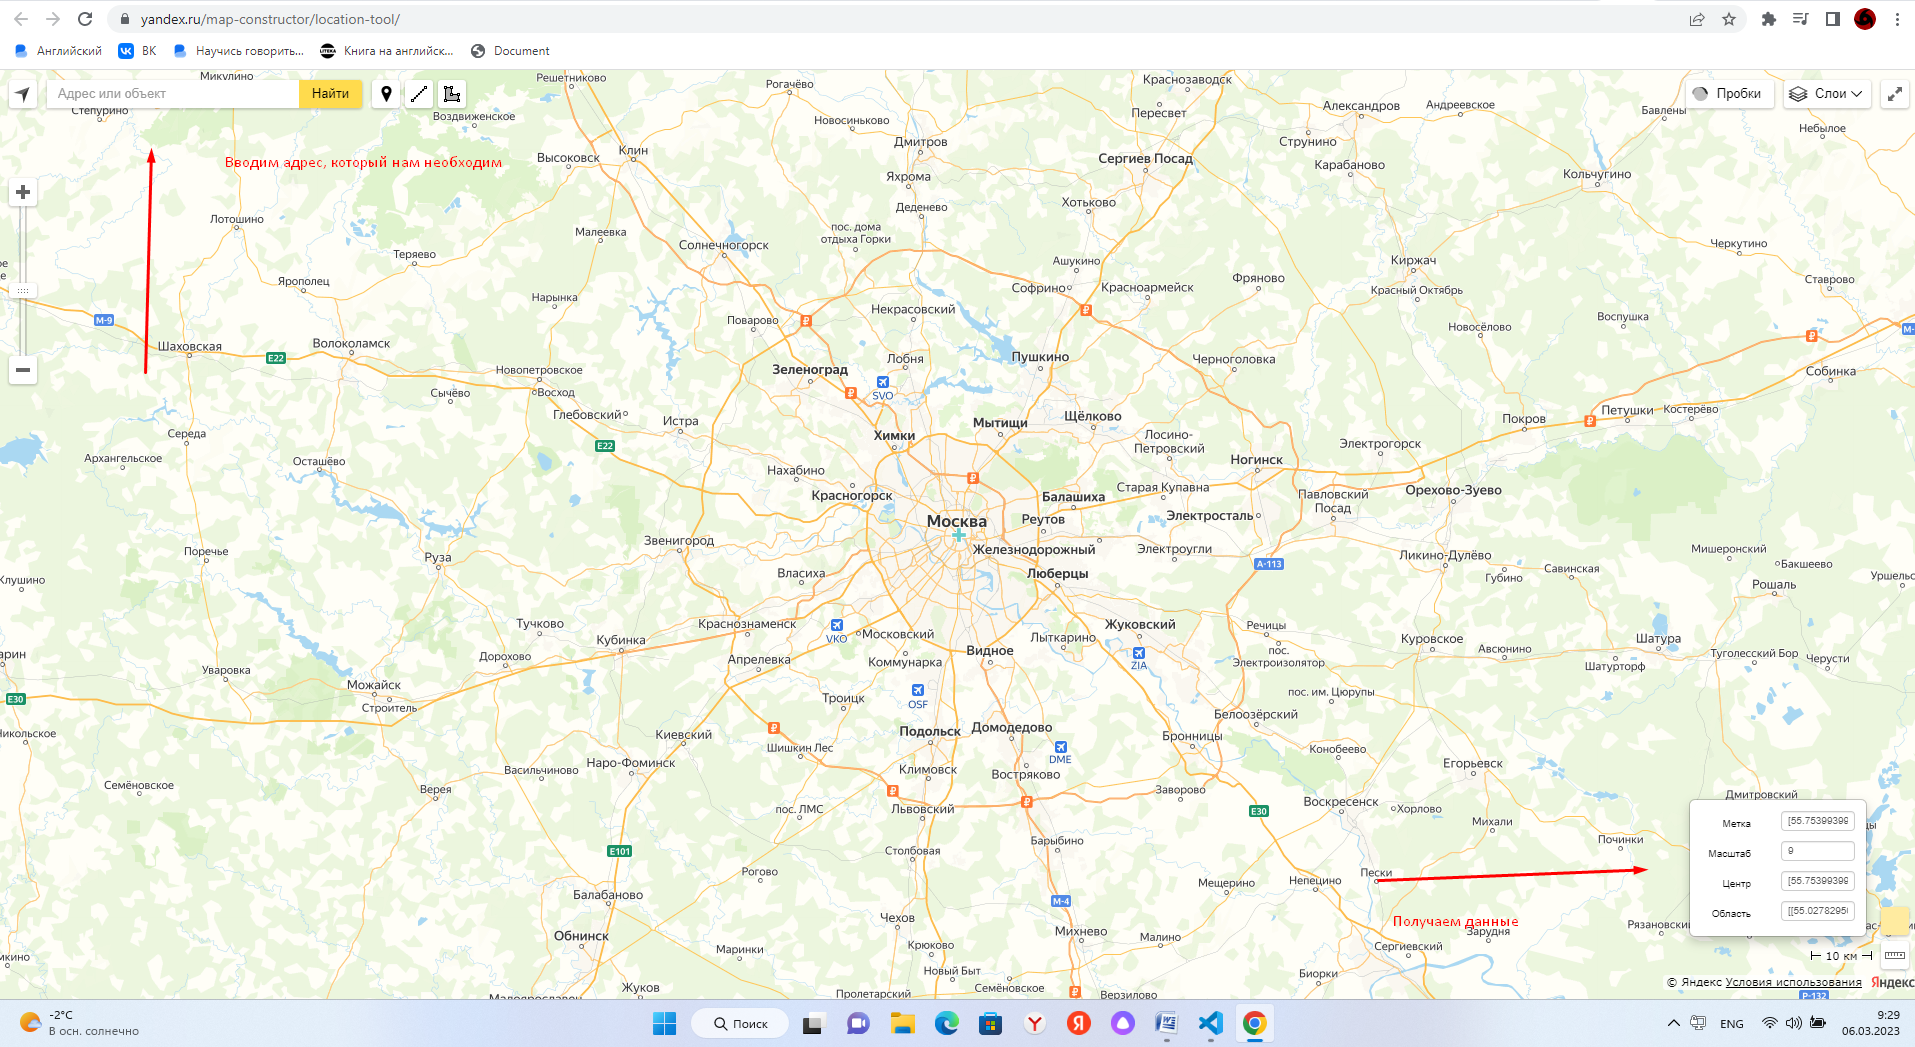 yandex.ru/map-constructor/location-tool/
Английский
ВК
Научись говорить...
Книга на английск...
Document
Адрес или объект
Найти
Пробки
Слои
Микулино
Решетниково
Рогачёво
Краснозаводск
Степурино
Воздвиженское
Новосиньково
Пересвет
Александров
Андреевское
Бавлены
Небылое
Вводим адрес, который нам необходим
Высоковск
Клин
Дмитров
Сергиев Посад
Струнино
Карабаново
Кольчугино
Яхрома
Деденево
Хотьково
Лотошино
Малеевка
Солнечногорск
пос. дома
отдыха Горки
Теряево
Ашукино
Киржач
Черкутино
Ярополец
Нарынка
Софрино
Красноармейск
Фряново
Красный Октябрь
Ставрово
М-9
Поварово
Некрасовский
Новосёлово
Воспушка
М-
Шаховская
Е22
Волоколамск
Лобня
Пушкино
Черноголовка
Новопетровское
Зеленоград
SVO
Собинка
Сычёво
Восход
Глебовский
Истра
Химки
Мытищи
Щёлково
Покров
Петушки
Костерёво
Середа
Е22
Лосино-
Петровский
Электрогорск
Архангельское
Осташёво
Нахабино
Ногинск
Красногорск
Балашиха
Старая Купавна
Павловский
Посад
Орехово-Зуево
Москва
Реутов
Электросталь
Поречье
Руза
Звенигород
Железнодорожный
Электроугли
А-113
Ликино-Дулёво
Мишеронский
Клушино
Власиха
Люберцы
Губино
Савинская
Бакшеево
Рошаль
Уршель
Тучково
Кубинка
Краснознаменск
VKO
Московский
Лыткарино
Жуковский
Речицы
Куровское
Шатура
Дорохово
Апрелевка
Коммунарка
Видное
ZIA
пос.
Электроизолятор
Авсюнино
Шатурторф
Туголесский Бор
Черусти
Уваровка
Можайск
Троицк
OSF
пос. им. Цюрупы
Е30
Строитель
Белоозёрский
Никольское
Киевский
Шишкин Лес
Подольск
Домодедово
DME
Бронницы
Конобеево
Семёновское
Васильчиново
Наро-Фоминск
Климовск
Востряково
Егорьевск
Верея
пос. ЛМС
Львовский
Заворово
Е30
Воскресенск
Хорлово
Дмитровский
Е101
Столбовая
Барыбино
Михали
Починки
Метка
[55.75399399
Масштаб
9
Центр
[55.75399399
Область
[[55.0278295
Балабаново
Рогово
М-4
Мещерино
Непецино
Пески
Получаем данные
Обнинск
Чехов
Михнево
Малино
Зарудня
Маринки
Крюково
Сергиевский
10 км
Жуков
Новый Быт
Семёновское
Биорки
Малоярославец
Пролетарский
Верзилово
© Яндекс Условия использования
Яндекс
Р-132
-2°C
В осн. солнечно
Поиск
ENG
9:29
06.03.2023